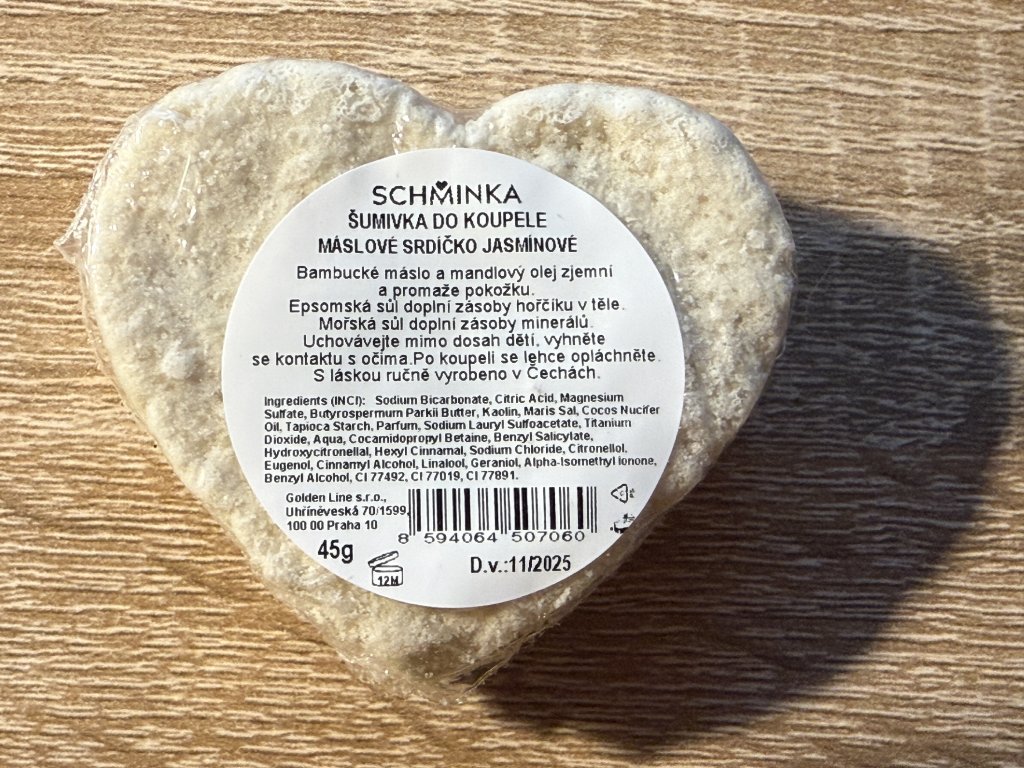 SCHMINKA
ŠUMIVKA DO KOUPELE
MÁSLOVÉ SRDÍČKO JASMÍNOVÉ
Bambucké máslo a mandlový olej zjemní
a promaže pokožku.
Epsomská sůl doplní zásoby hořčíku v těle.
Mořská sůl doplní zásoby minerálů.
Uchovávejte mimo dosah dětí, vyhněte
se kontaktu s očima.Po koupeli se lehce opláchněte.
S láskou ručně vyrobeno v Čechách.
Ingredients (INCI): Sodium Bicarbonate, Citric Acid, Magnesium
Sulfate, Butyrospermum Parkii Butter, Kaolin, Maris Sal, Cocos Nucifer
Oil, Tapioca Starch, Parfum, Sodium Lauryl Sulfoacetate, Titanium
Dioxide, Aqua, Cocamidopropyl Betaine, Benzyl Salicylate,
Hydroxycitronellal, Hexyl Cinnamal, Sodium Chloride, Citronellol,
Eugenol, Cinnamyl Alcohol, Linalool, Geraniol, Alpha-Isomethyl Ionone,
Benzyl Alcohol, CI 77492, CI 77019, CI 77891.
Golden Line s.r.o.,
Uhříněveská 70/1599,
100 00 Praha 10
8 594064 507060
45g
12M
D.v.:11/2025